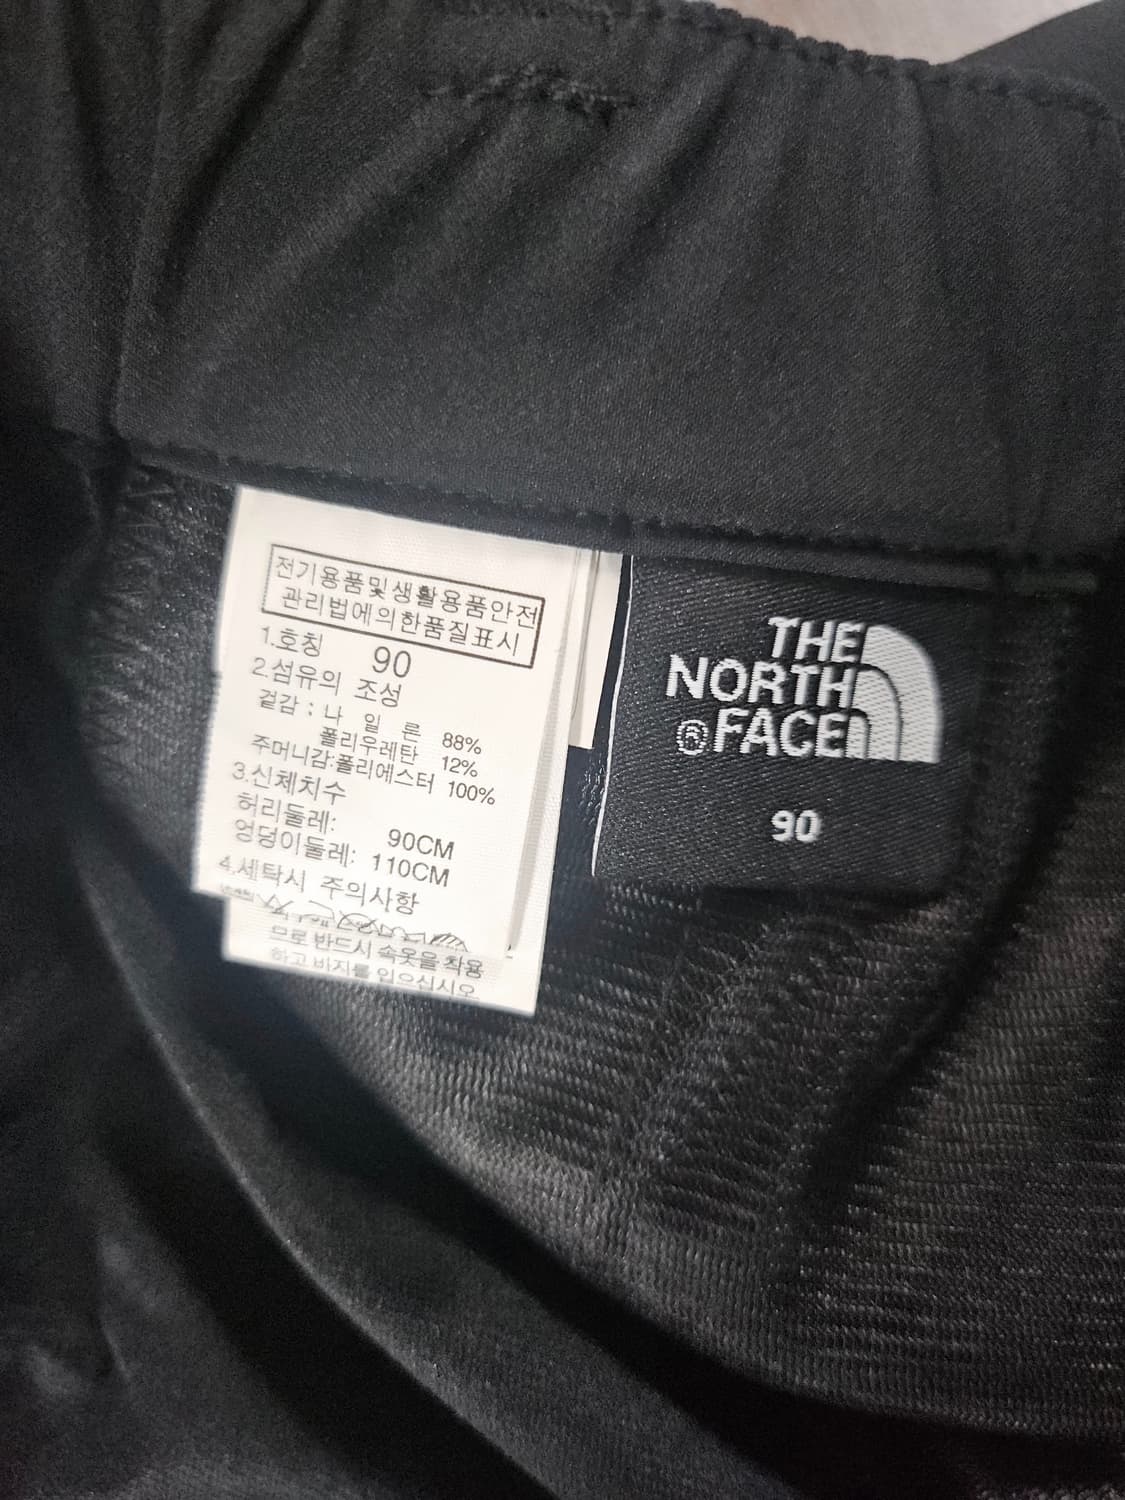 전기용품및생활용품안전
관리법에의한품질표시
1.호칭 90
2.섬유의 조성
겉감 : 나 일 론 88%
폴리우레탄 12%
주머니감:폴리에스터 100%
3.신체치수
허리둘레: 90CM
엉덩이둘레: 110CM
4.세탁시 주의사항
므로 반드시 속옷을 착용
하고 바지를 입으십시오
THE
NORTH
®FACE
90